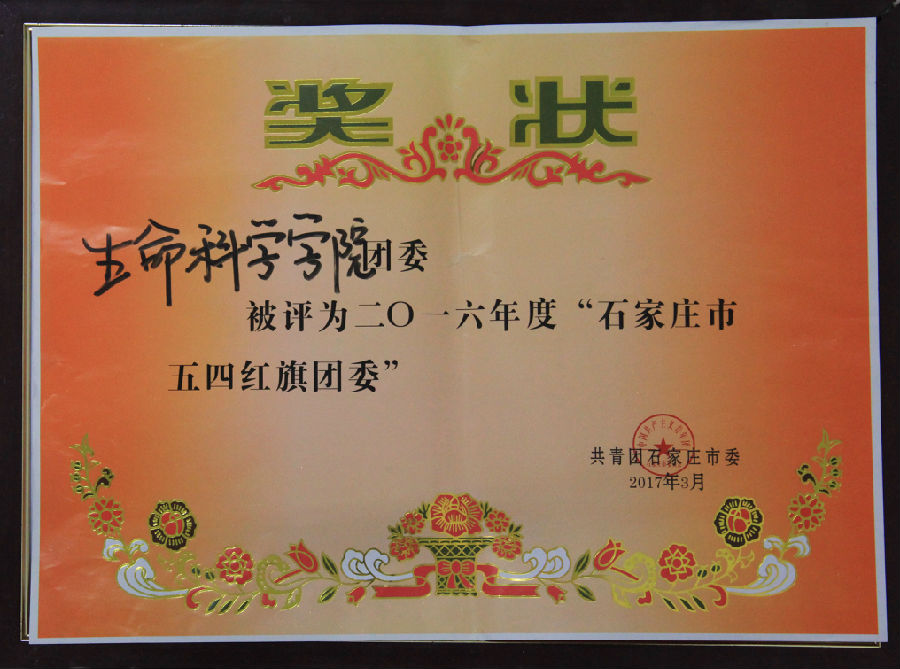 奖状
生命科学学院团委
被评为二〇一六年度“石家庄市
五四红旗团委”
共青团石家庄市委
2017年3月